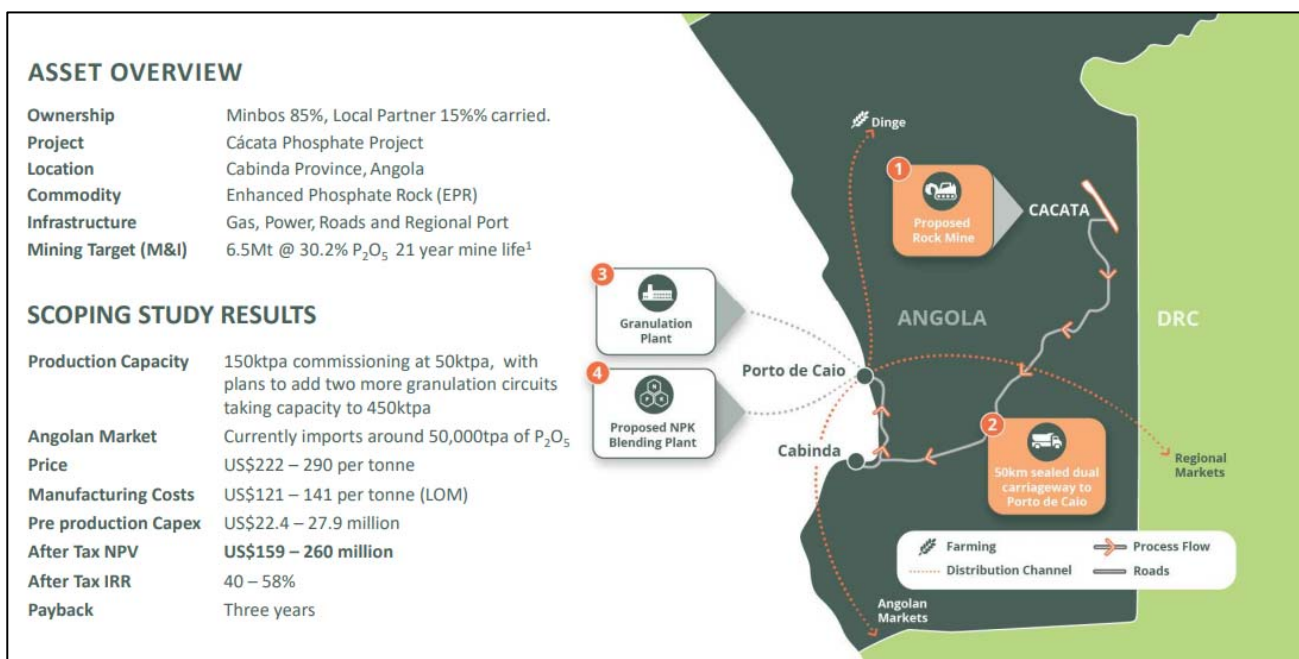 ASSET OVERVIEW
Ownership Minbos 85%, Local Partner 15%% carried.
Project Cácata Phosphate Project
Location Cabinda Province, Angola
Commodity Enhanced Phosphate Rock (EPR)
Infrastructure Gas, Power, Roads and Regional Port
Mining Target (M&I) 6.5Mt @ 30.2% P₂O₅ 21 year mine life¹
SCOPING STUDY RESULTS
Production Capacity 150ktpa commissioning at 50ktpa, with
plans to add two more granulation circuits
taking capacity to 450ktpa
Angolan Market Currently imports around 50,000tpa of P₂O₅
Price US$222 – 290 per tonne
Manufacturing Costs US$121 – 141 per tonne (LOM)
Pre production Capex US$22.4 – 27.9 million
After Tax NPV US$159 – 260 million
After Tax IRR 40 – 58%
Payback Three years
Dinge
1
Proposed
Rock Mine
CACATA
3
Granulation
Plant
ANGOLA
DRC
Porto de Caio
4
N
P
K
Proposed NPK
Blending Plant
Cabinda
2
50km sealed dual
carriageway to
Porto de Caio
Regional
Markets
Farming
Process Flow
Distribution Channel
Roads
Angolan
Markets